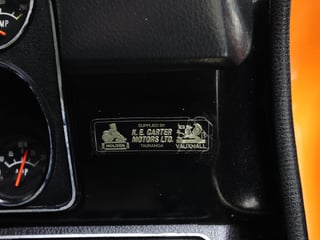 SUPPLIED BY
K. E. CARTER
MOTORS LTD.
TAURANGA
HOLDEN
VAUXHALL